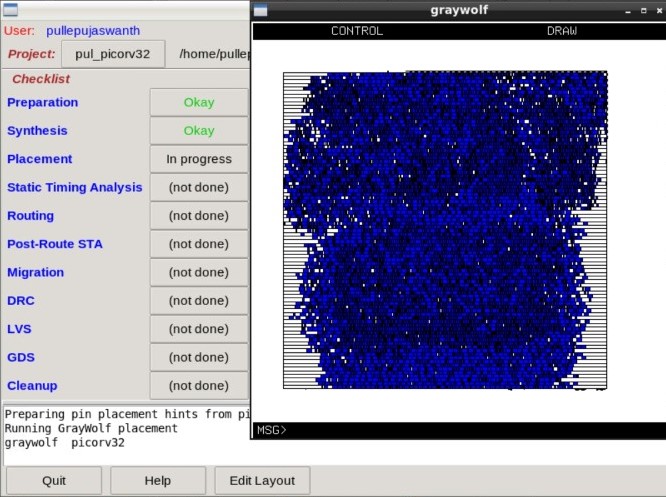 graywolf
CONTROL DRAW
User: pullepujaswanth
Project: pul_picorv32 /home/pullep
Checklist
Preparation Okay
Synthesis Okay
Placement In progress
Static Timing Analysis (not done)
Routing (not done)
Post-Route STA (not done)
Migration (not done)
DRC (not done)
LVS (not done)
GDS (not done)
Cleanup (not done)
Preparing pin placement hints from pi
Running GrayWolf placement
graywolf picorv32
MSG>
Quit Help Edit Layout